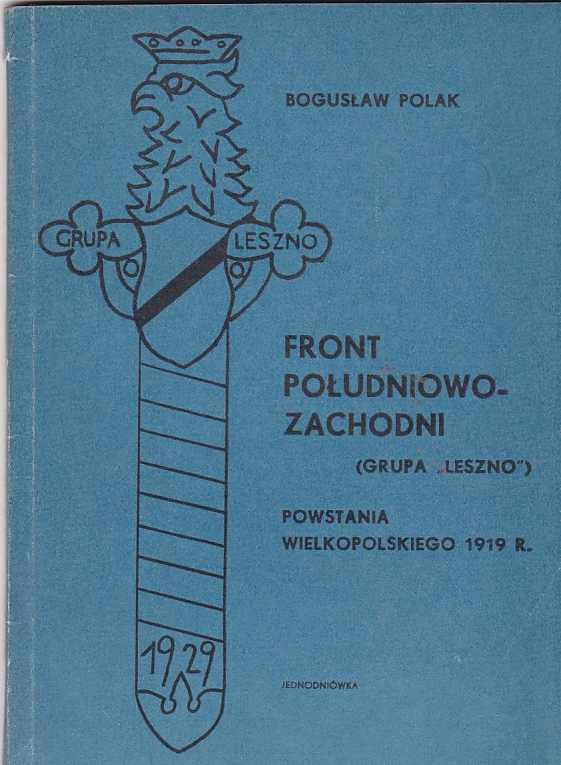 BOGUSŁAW POLAK
GRUPA LESZNO
FRONT
POŁUDNIOWO-
ZACHODNI
(GRUPA „LESZNO")
POWSTANIA
WIELKOPOLSKIEGO 1919 R.
1929
JEDNODNIÓWKA